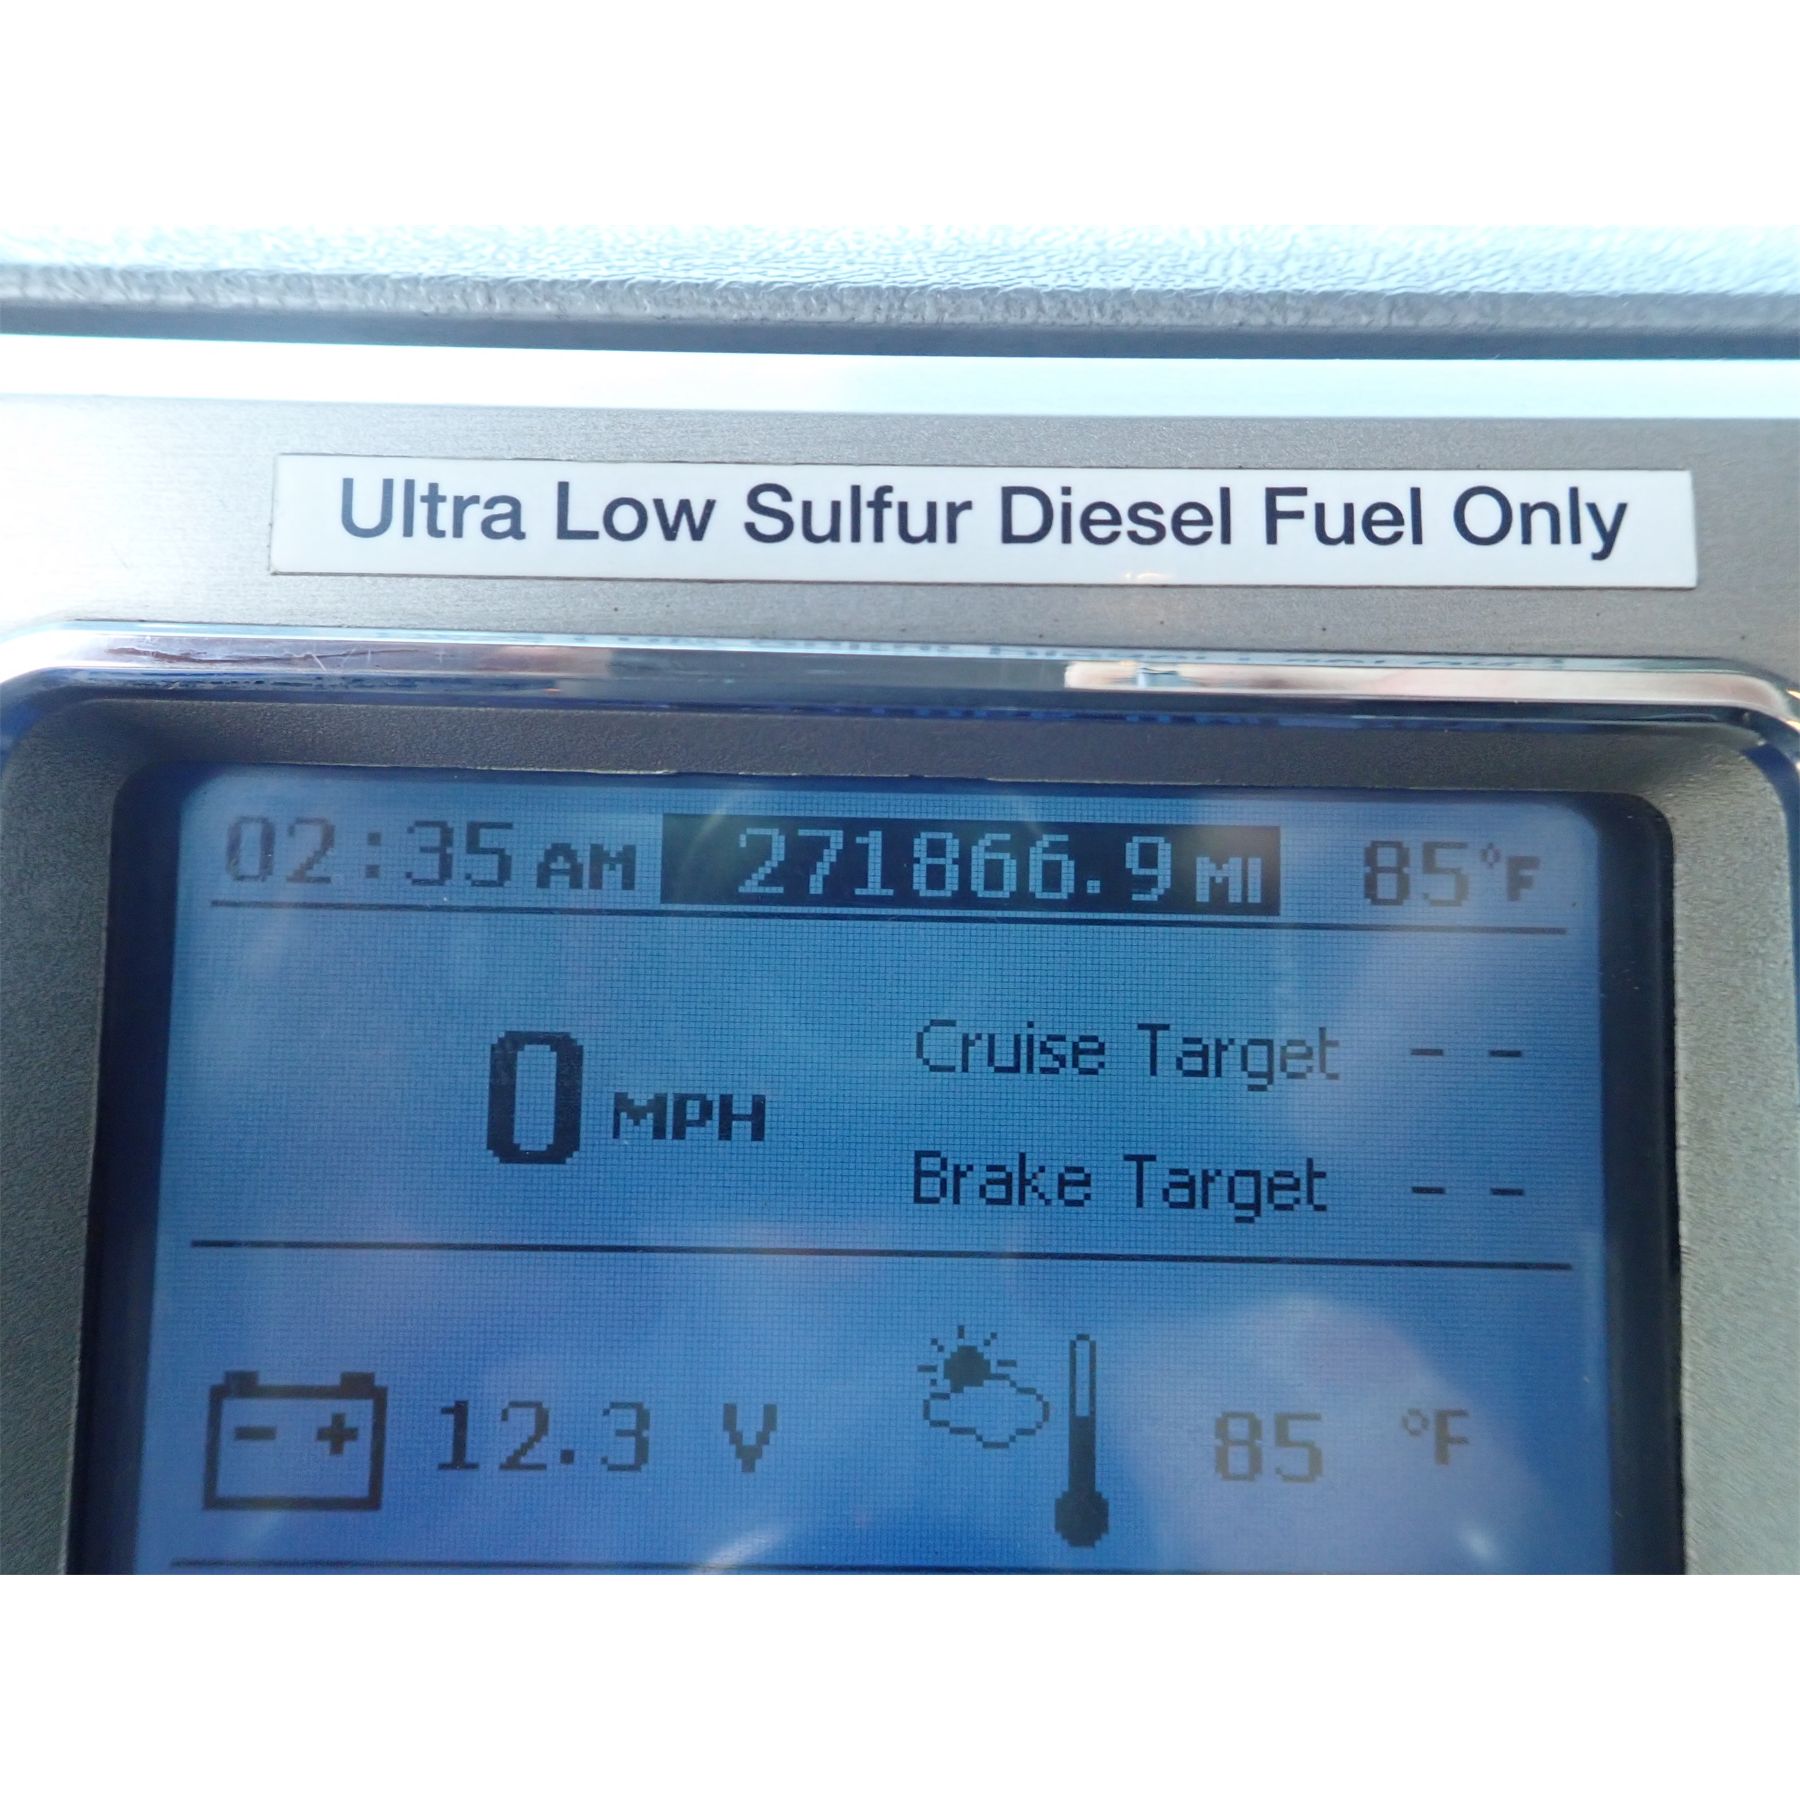 Ultra Low Sulfur Diesel Fuel Only
02:35 AM 271866.9 MI 85°F
0 MPH
Cruise Target - -
Brake Target - -
- + 12.3 V 85 °F